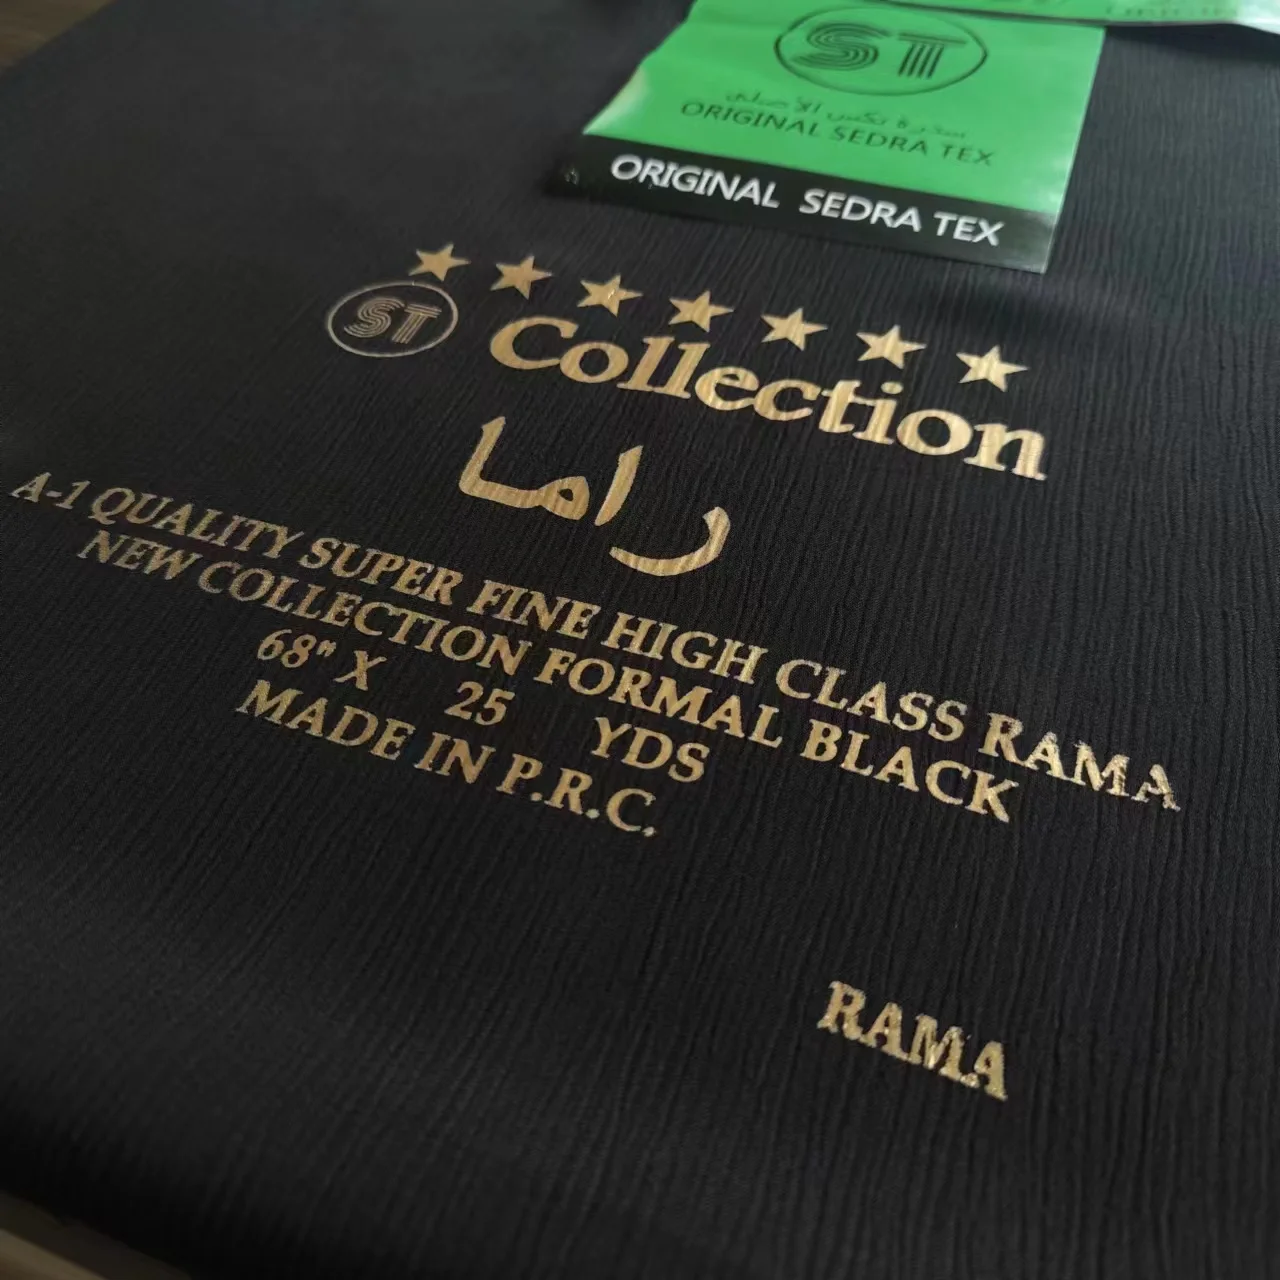 ST
سدرة تكس الأصلي
ORIGINAL SEDRA TEX
ORIGINAL SEDRA TEX
ST
Collection
راما
A-1 QUALITY SUPER FINE HIGH CLASS RAMA
NEW COLLECTION FORMAL BLACK
68" X 25 YDS
MADE IN P.R.C.
RAMA